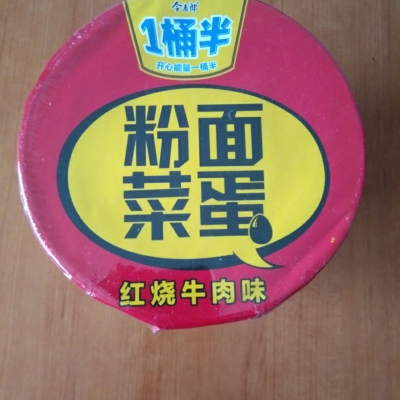 今麦郎
1桶半
开心能量一桶半
粉面
菜蛋
红烧牛肉味